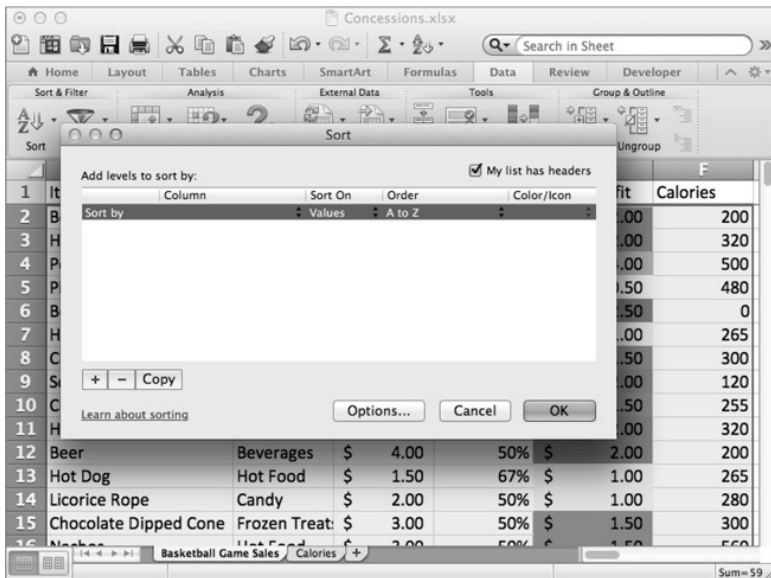 Concessions.xlsx
Search in Sheet
Home Layout Tables Charts SmartArt Formulas Data Review Developer
Sort & Filter Analysis External Data Tools Group & Outline
Sort Ungroup
Sort
Add levels to sort by: My list has headers
Column Sort On Order Color/Icon
Sort by Values A to Z
+ − Copy
Learn about sorting Options... Cancel OK
F
1 It fit Calories
2 B .00 200
3 H .00 320
4 P .00 500
5 Pi .50 480
6 B .50 0
7 H .00 265
8 C .50 300
9 So .00 120
10 C .50 255
11 H .00 320
12 Beer Beverages $ 4.00 50% $ 2.00 200
13 Hot Dog Hot Food $ 1.50 67% $ 1.00 265
14 Licorice Rope Candy $ 2.00 50% $ 1.00 280
15 Chocolate Dipped Cone Frozen Treat $ 3.00 50% $ 1.50 300
Basketball Game Sales Calories +
Sum=59